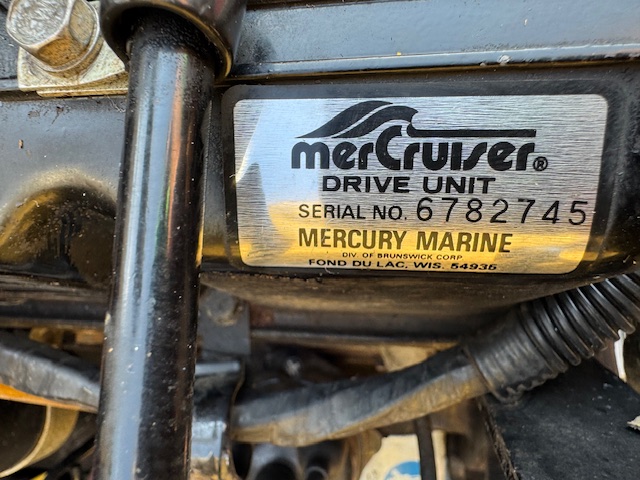 merCruiser®
DRIVE UNIT
SERIAL NO. 6782745
MERCURY MARINE
DIV. OF BRUNSWICK CORP
FOND DU LAC, WIS. 54935